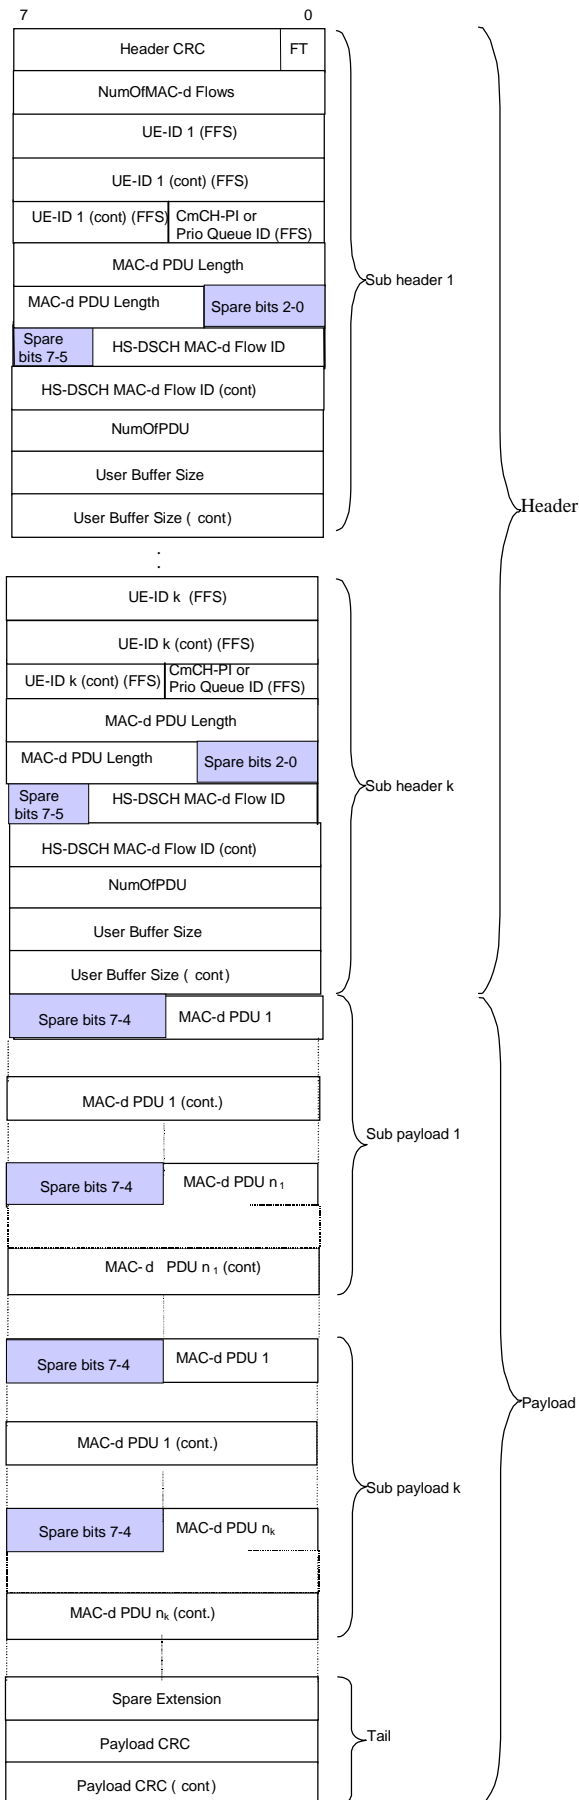 7 0
Header CRC FT
NumOfMAC-d Flows
UE-ID 1 (FFS)
UE-ID 1 (cont) (FFS)
UE-ID 1 (cont) (FFS) CmCH-PI or
Prio Queue ID (FFS)
MAC-d PDU Length
Sub header 1
MAC-d PDU Length Spare bits 2-0
Spare
bits 7-5 HS-DSCH MAC-d Flow ID
HS-DSCH MAC-d Flow ID (cont)
NumOfPDU
User Buffer Size
Header
User Buffer Size ( cont)
:
UE-ID k (FFS)
UE-ID k (cont) (FFS)
UE-ID k (cont) (FFS) CmCH-PI or
Prio Queue ID (FFS)
MAC-d PDU Length
MAC-d PDU Length Spare bits 2-0
Sub header k
Spare
bits 7-5 HS-DSCH MAC-d Flow ID
HS-DSCH MAC-d Flow ID (cont)
NumOfPDU
User Buffer Size
User Buffer Size ( cont)
Spare bits 7-4 MAC-d PDU 1
MAC-d PDU 1 (cont.)
Sub payload 1
Spare bits 7-4 MAC-d PDU n1
MAC- d PDU n 1 (cont)
Spare bits 7-4 MAC-d PDU 1
Payload
MAC-d PDU 1 (cont.)
Sub payload k
Spare bits 7-4 MAC-d PDU nk
MAC-d PDU nk (cont.)
Spare Extension
Tail
Payload CRC
Payload CRC ( cont)